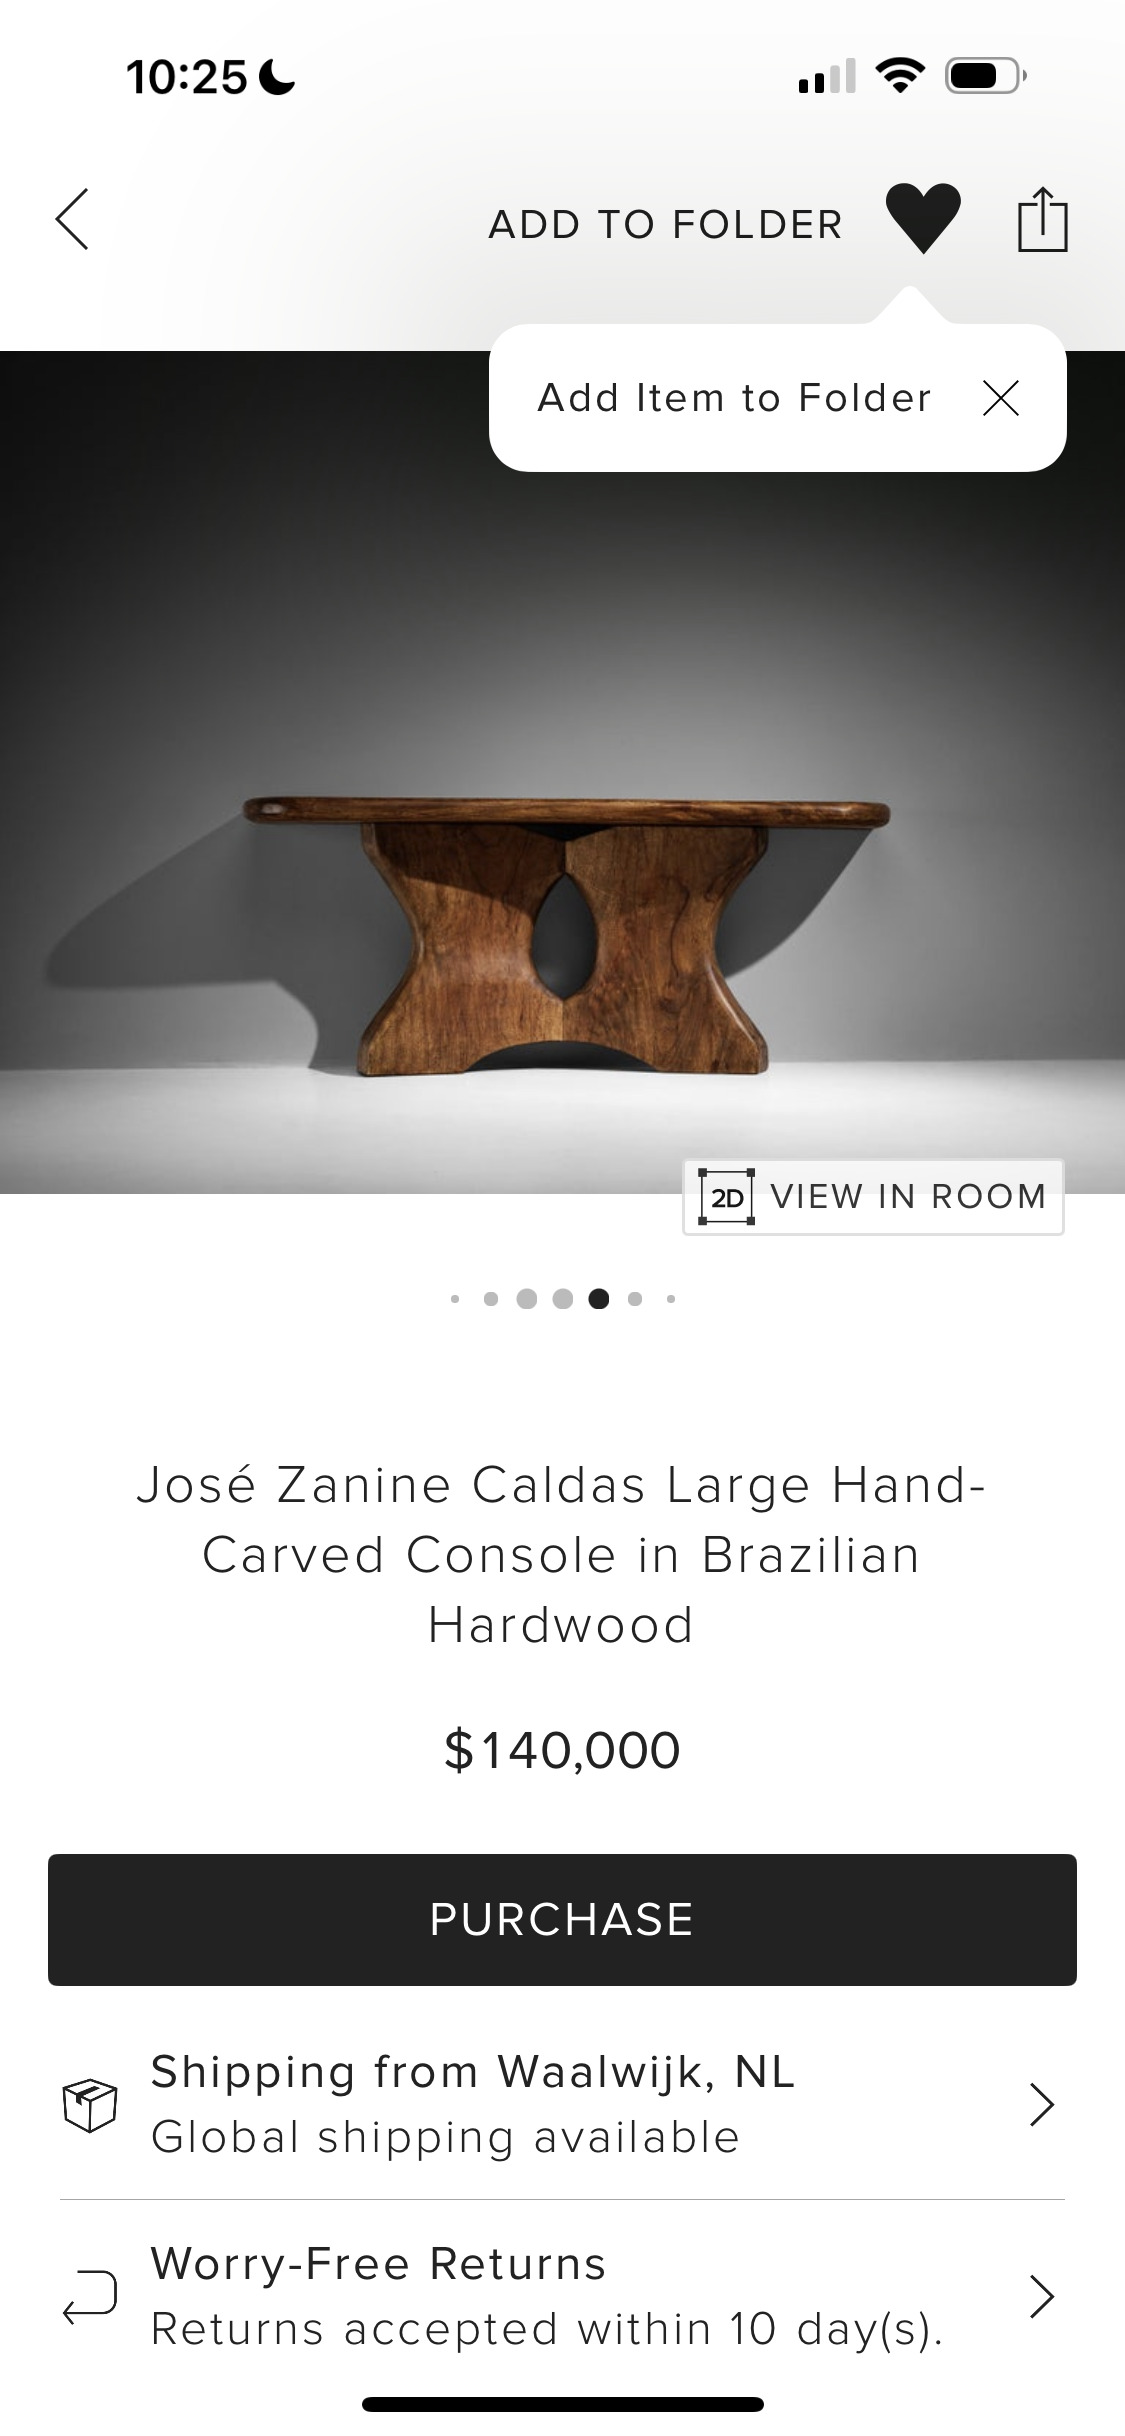 10:25
ADD TO FOLDER
Add Item to Folder
2D VIEW IN ROOM
José Zanine Caldas Large Hand-
Carved Console in Brazilian
Hardwood
$140,000
PURCHASE
Shipping from Waalwijk, NL
Global shipping available
Worry-Free Returns
Returns accepted within 10 day(s).